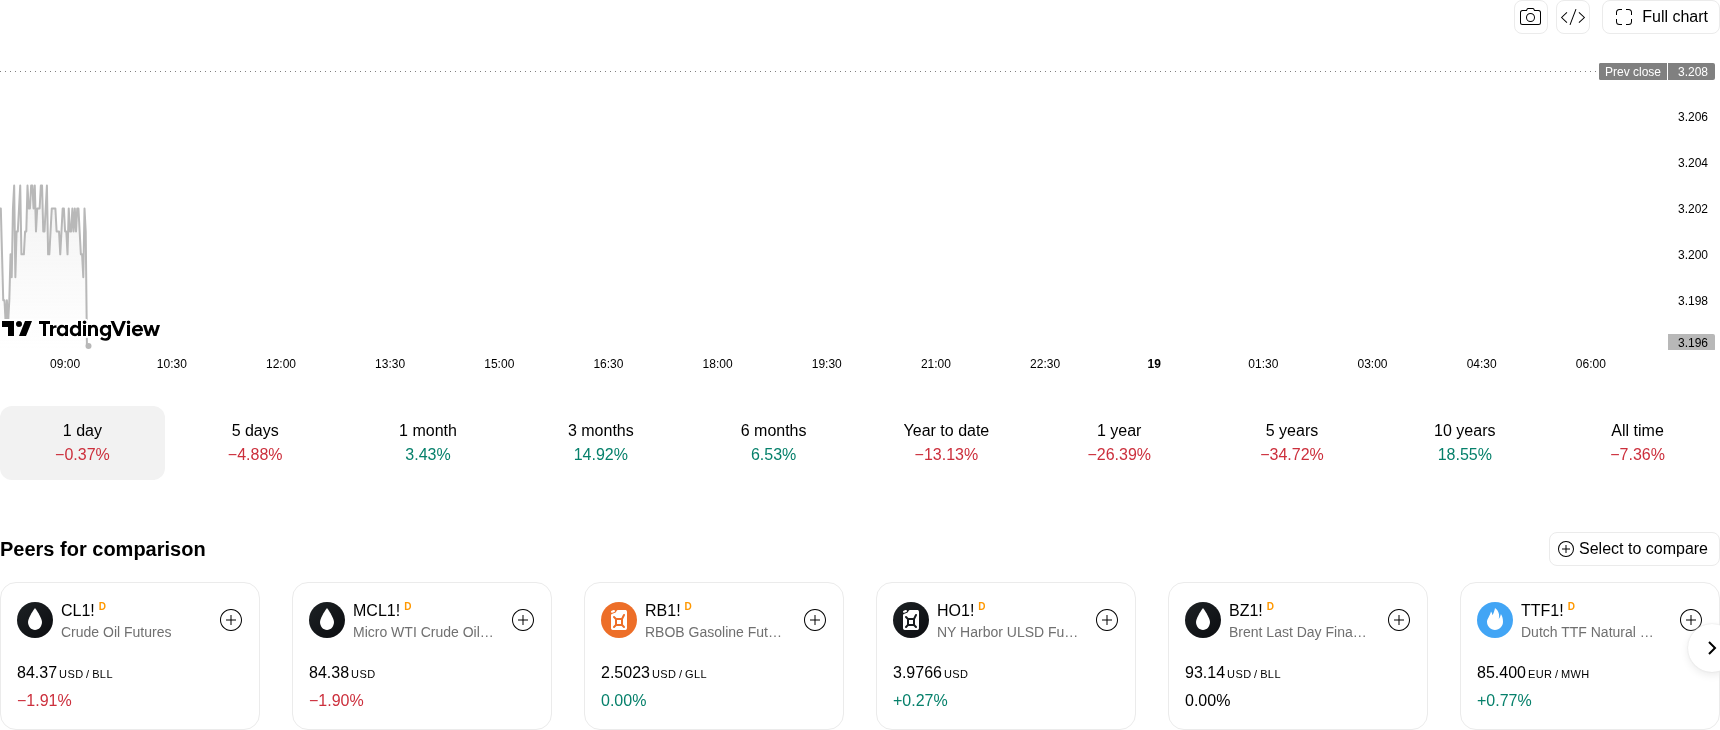 Full chart
Prev close 3.208
3.206
3.204
3.202
3.200
3.198
3.196
TradingView
09:00 10:30 12:00 13:30 15:00 16:30 18:00 19:30 21:00 22:30 19 01:30 03:00 04:30 06:00
1 day 5 days 1 month 3 months 6 months Year to date 1 year 5 years 10 years All time
−0.37% −4.88% 3.43% 14.92% 6.53% −13.13% −26.39% −34.72% 18.55% −7.36%
Peers for comparison
Select to compare
CL1! D
Crude Oil Futures
84.37 USD / BLL
−1.91%
MCL1! D
Micro WTI Crude Oil…
84.38 USD
−1.90%
RB1! D
RBOB Gasoline Fut…
2.5023 USD / GLL
0.00%
HO1! D
NY Harbor ULSD Fu…
3.9766 USD
+0.27%
BZ1! D
Brent Last Day Fina…
93.14 USD / BLL
0.00%
TTF1! D
Dutch TTF Natural …
85.400 EUR / MWH
+0.77%